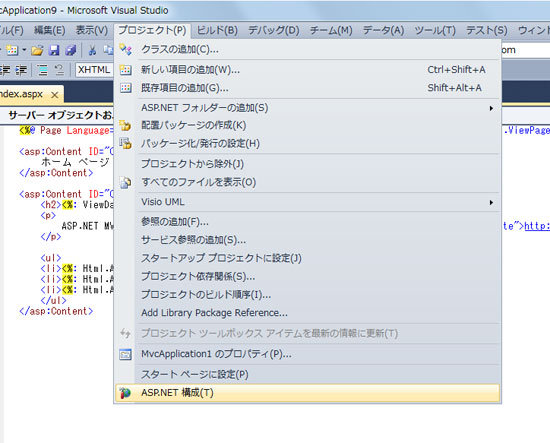 vcApplication9 - Microsoft Visual Studio
ル(F) 編集(E) 表示(V) プロジェクト(P) ビルド(B) デバッグ(D) チーム(M) データ(A) ツール(T) テスト(S) ウィン
クラスの追加(C)...
新しい項目の追加(W)... Ctrl+Shift+A
om
XHTML
既存項目の追加(G)... Shift+Alt+A
ndex.aspx
ASP.NET フォルダーの追加(S)
サーバー オブジェクトお
配置パッケージの作成(K)
<%@ Page Language= .ViewPage
パッケージ化/発行の設定(H)
<asp:Content ID="C
ホーム ページ
プロジェクトから除外(J)
</asp:Content>
すべてのファイルを表示(O)
<asp:Content ID="C
Visio UML
<h2><%: ViewDa
<p>
参照の追加(F)...
ASP.NET MV te">http:
サービス参照の追加(S)...
</p>
スタートアップ プロジェクトに設定(J)
<ul>
<li><%: Html.A
プロジェクト依存関係(S)...
<li><%: Html.A
<li><%: Html.A
プロジェクトのビルド順序(I)...
</ul>
</asp:Content>
Add Library Package Reference...
プロジェクト ツールボックス アイテムを最新の情報に更新(T)
MvcApplication1 のプロパティ(P)...
スタート ページに設定(P)
ASP.NET 構成(T)